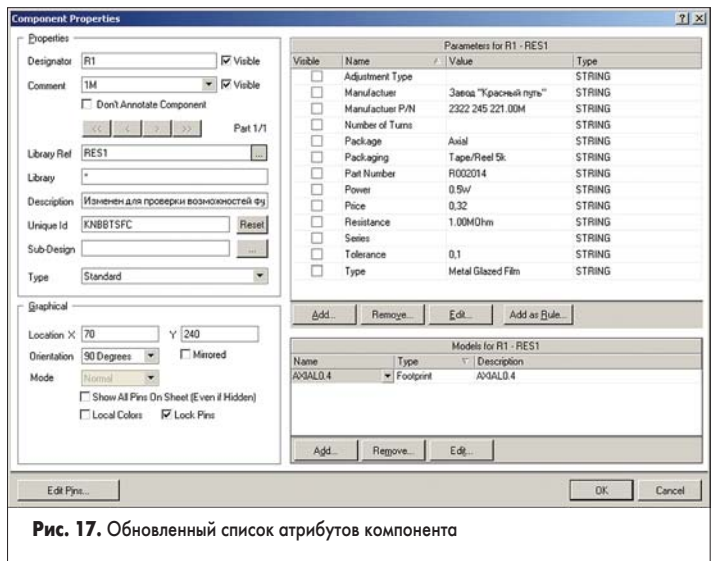 Component Properties
Properties
Designator R1 Visible
Comment 1M Visible
Don't Annotate Component
<< < > >> Part 1/1
Library Ref RES1 ...
Library *
Description Изменен для проверки возможностей фу
Unique Id KNBBTSFC Reset
Sub-Design ...
Type Standard
Graphical
Location X 70 Y 240
Orientation 90 Degrees Mirrored
Mode Normal
Show All Pins On Sheet (Even if Hidden)
Local Colors Lock Pins
Edit Pins...
Parameters for R1 - RES1
Visible Name Value Type
Adjustment Type STRING
Manufactuer Завод "Красный путь" STRING
Manufactuer P/N 2322 245 221.00M STRING
Number of Turns STRING
Package Axial STRING
Packaging Tape/Reel 5k. STRING
Part Number R002014 STRING
Power 0.5W STRING
Price 0,32 STRING
Resistance 1.00MOhm STRING
Series STRING
Tolerance 0,1 STRING
Type Metal Glazed Film STRING
Add... Remove... Edit... Add as Rule...
Models for R1 - RES1
Name Type Description
AXIAL0.4 Footprint AXIAL0.4
Add... Remove... Edit...
OK Cancel
Рис. 17. Обновленный список атрибутов компонента